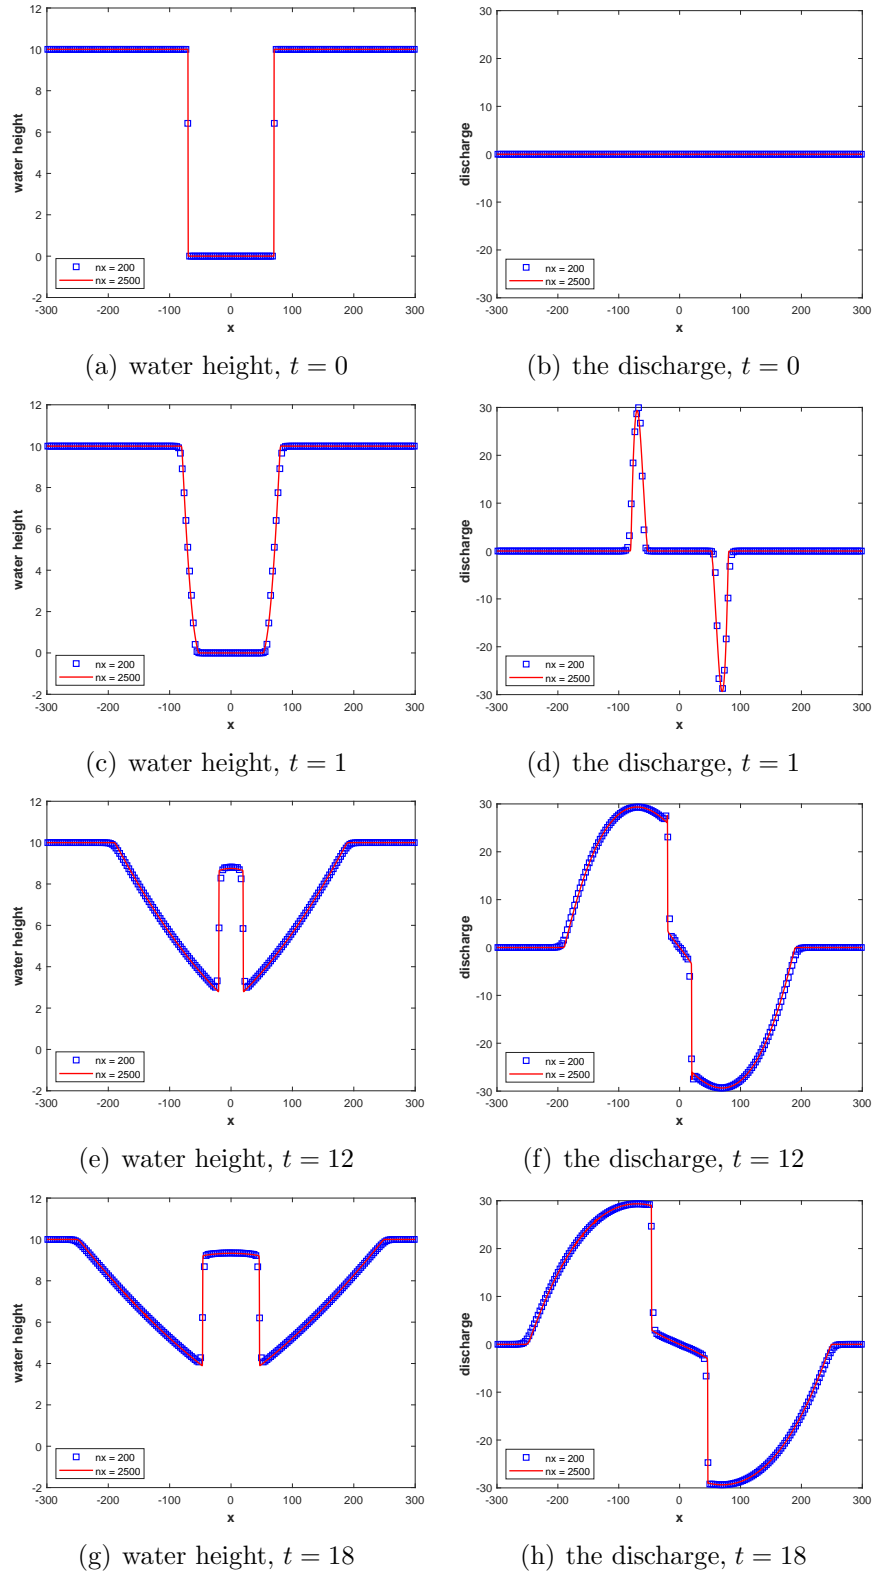 12
10
8
6
4
2
0
-2
water height
nx = 200
nx = 2500
-300 -200 -100 0 100 200 300
x
(a) water height, t = 0
30
20
10
0
-10
-20
-30
discharge
nx = 200
nx = 2500
-300 -200 -100 0 100 200 300
x
(b) the discharge, t = 0
12
10
8
6
4
2
0
-2
water height
nx = 200
nx = 2500
-300 -200 -100 0 100 200 300
x
(c) water height, t = 1
30
20
10
0
-10
-20
-30
discharge
nx = 200
nx = 2500
-300 -200 -100 0 100 200 300
x
(d) the discharge, t = 1
12
10
8
6
4
2
0
-2
water height
nx = 200
nx = 2500
-300 -200 -100 0 100 200 300
x
(e) water height, t = 12
30
20
10
0
-10
-20
-30
discharge
nx = 200
nx = 2500
-300 -200 -100 0 100 200 300
x
(f) the discharge, t = 12
12
10
8
6
4
2
0
-2
water height
nx = 200
nx = 2500
-300 -200 -100 0 100 200 300
x
(g) water height, t = 18
30
20
10
0
-10
-20
-30
discharge
nx = 200
nx = 2500
-300 -200 -100 0 100 200 300
x
(h) the discharge, t = 18